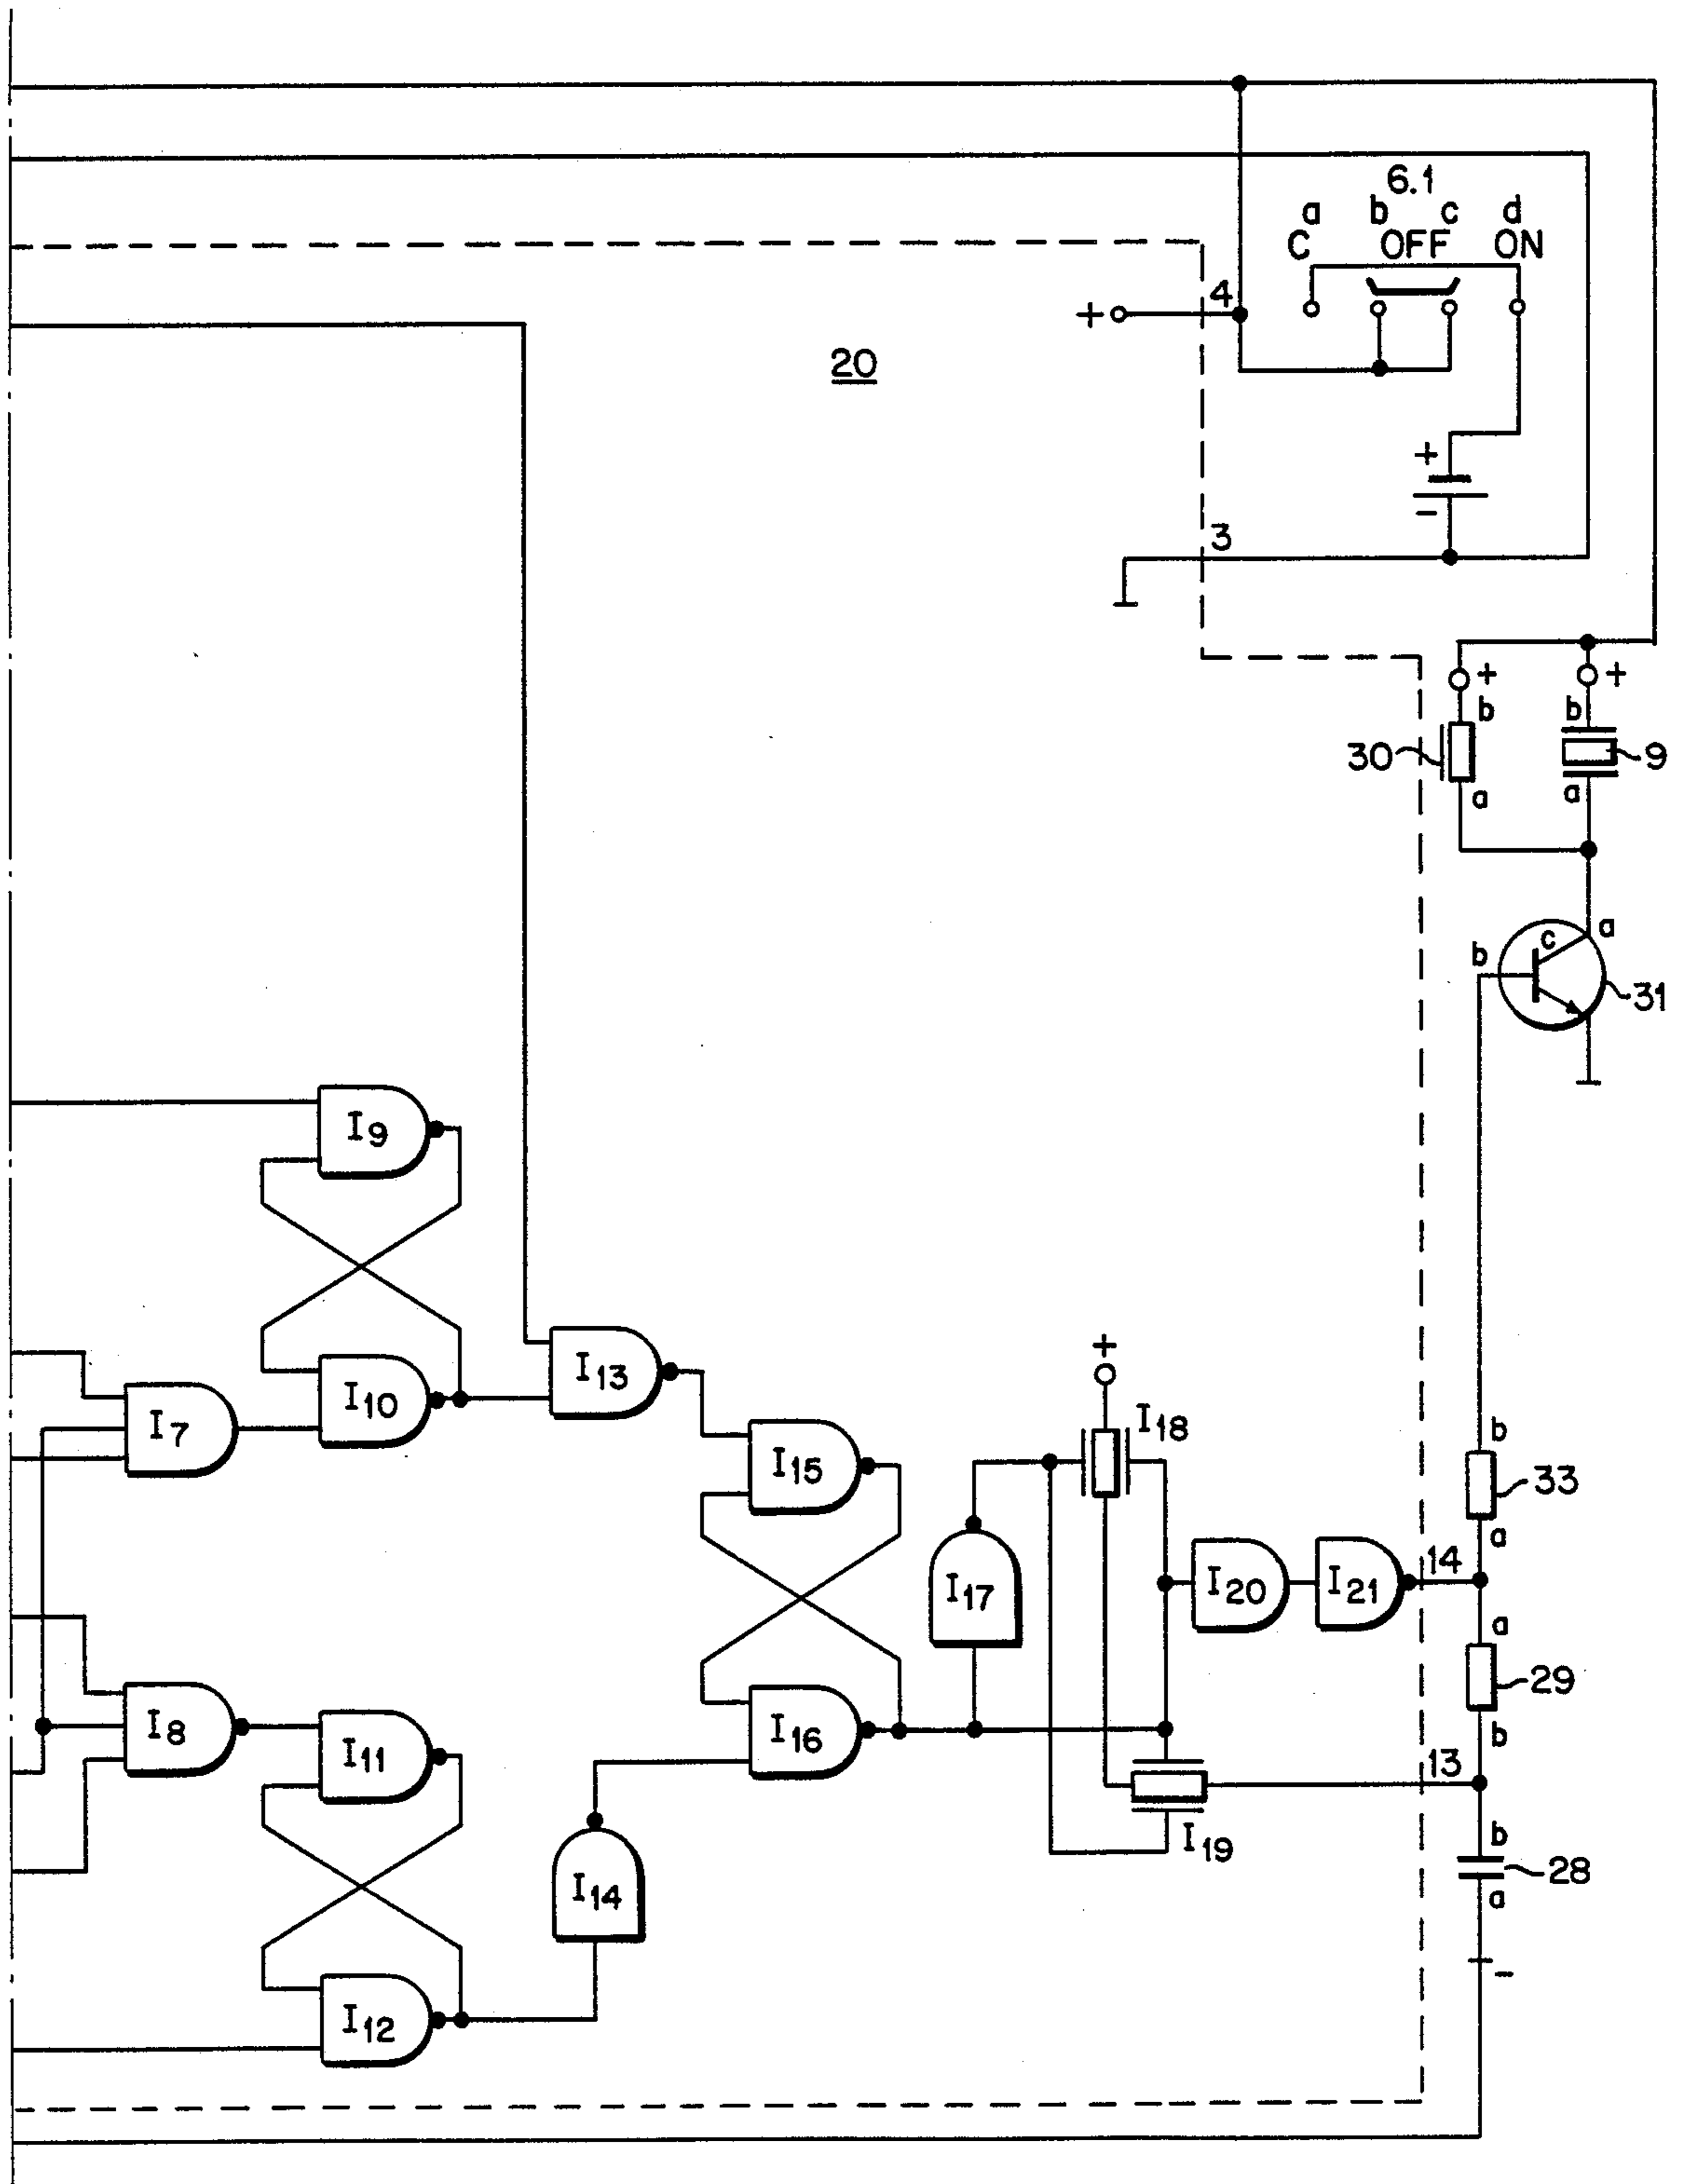 6.1
a b c d
C OFF ON
+ 4
20
+
-
3
+ +
b b
30 9
a a
a
b c
31
I9
+
I13
I10
I18
b
I7
I15
33
a
14
I17 I20 I21
a
29
I8
I16
I11
b
13
b
I19
28
I14
a
-
I12